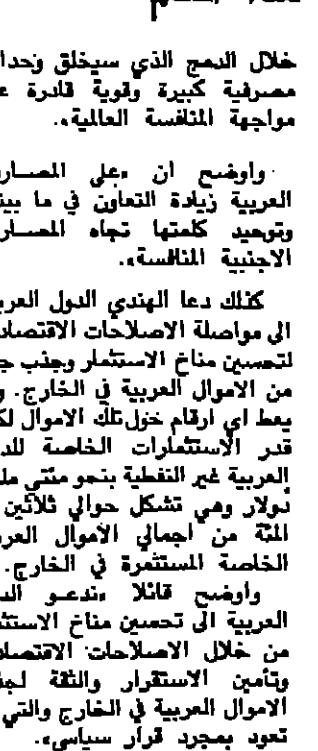 خلال الدمج الذي سيخلق وحدا
مصرفية كبيرة وقوية قادرة ع
مواجهة المنافسة العالمية».
واوضح ان «على المصار
العربية زيادة التعاون في ما بين
وتوحيد كلمتها تجاه المصار
الاجنبية المنافسة».
كذلك دعا الهندي الدول العربي
الى مواصلة الاصلاحات الاقتصاد
لتحسين مناخ الاستثمار وجذب ج
من الاموال العربية في الخارج. و
يعط اي ارقام حول تلك الاموال لك
قدر الاستثمارات الخاصة للد
العربية غير النفطية بنحو مئتي مل
دولار وهي تشكل حوالي ثلاثين
المئة من اجمالي الأموال العر
الخاصة المستثمرة في الخارج.
وأوضح قائلا «ندعو الد
العربية الى تحسين مناخ الاستث
من خلال الاصلاحات الاقتصاد
وتأمين الاستقرار والثقة لجذ
الاموال العربية في الخارج والتي
تعود بمجرد قرار سياسي».